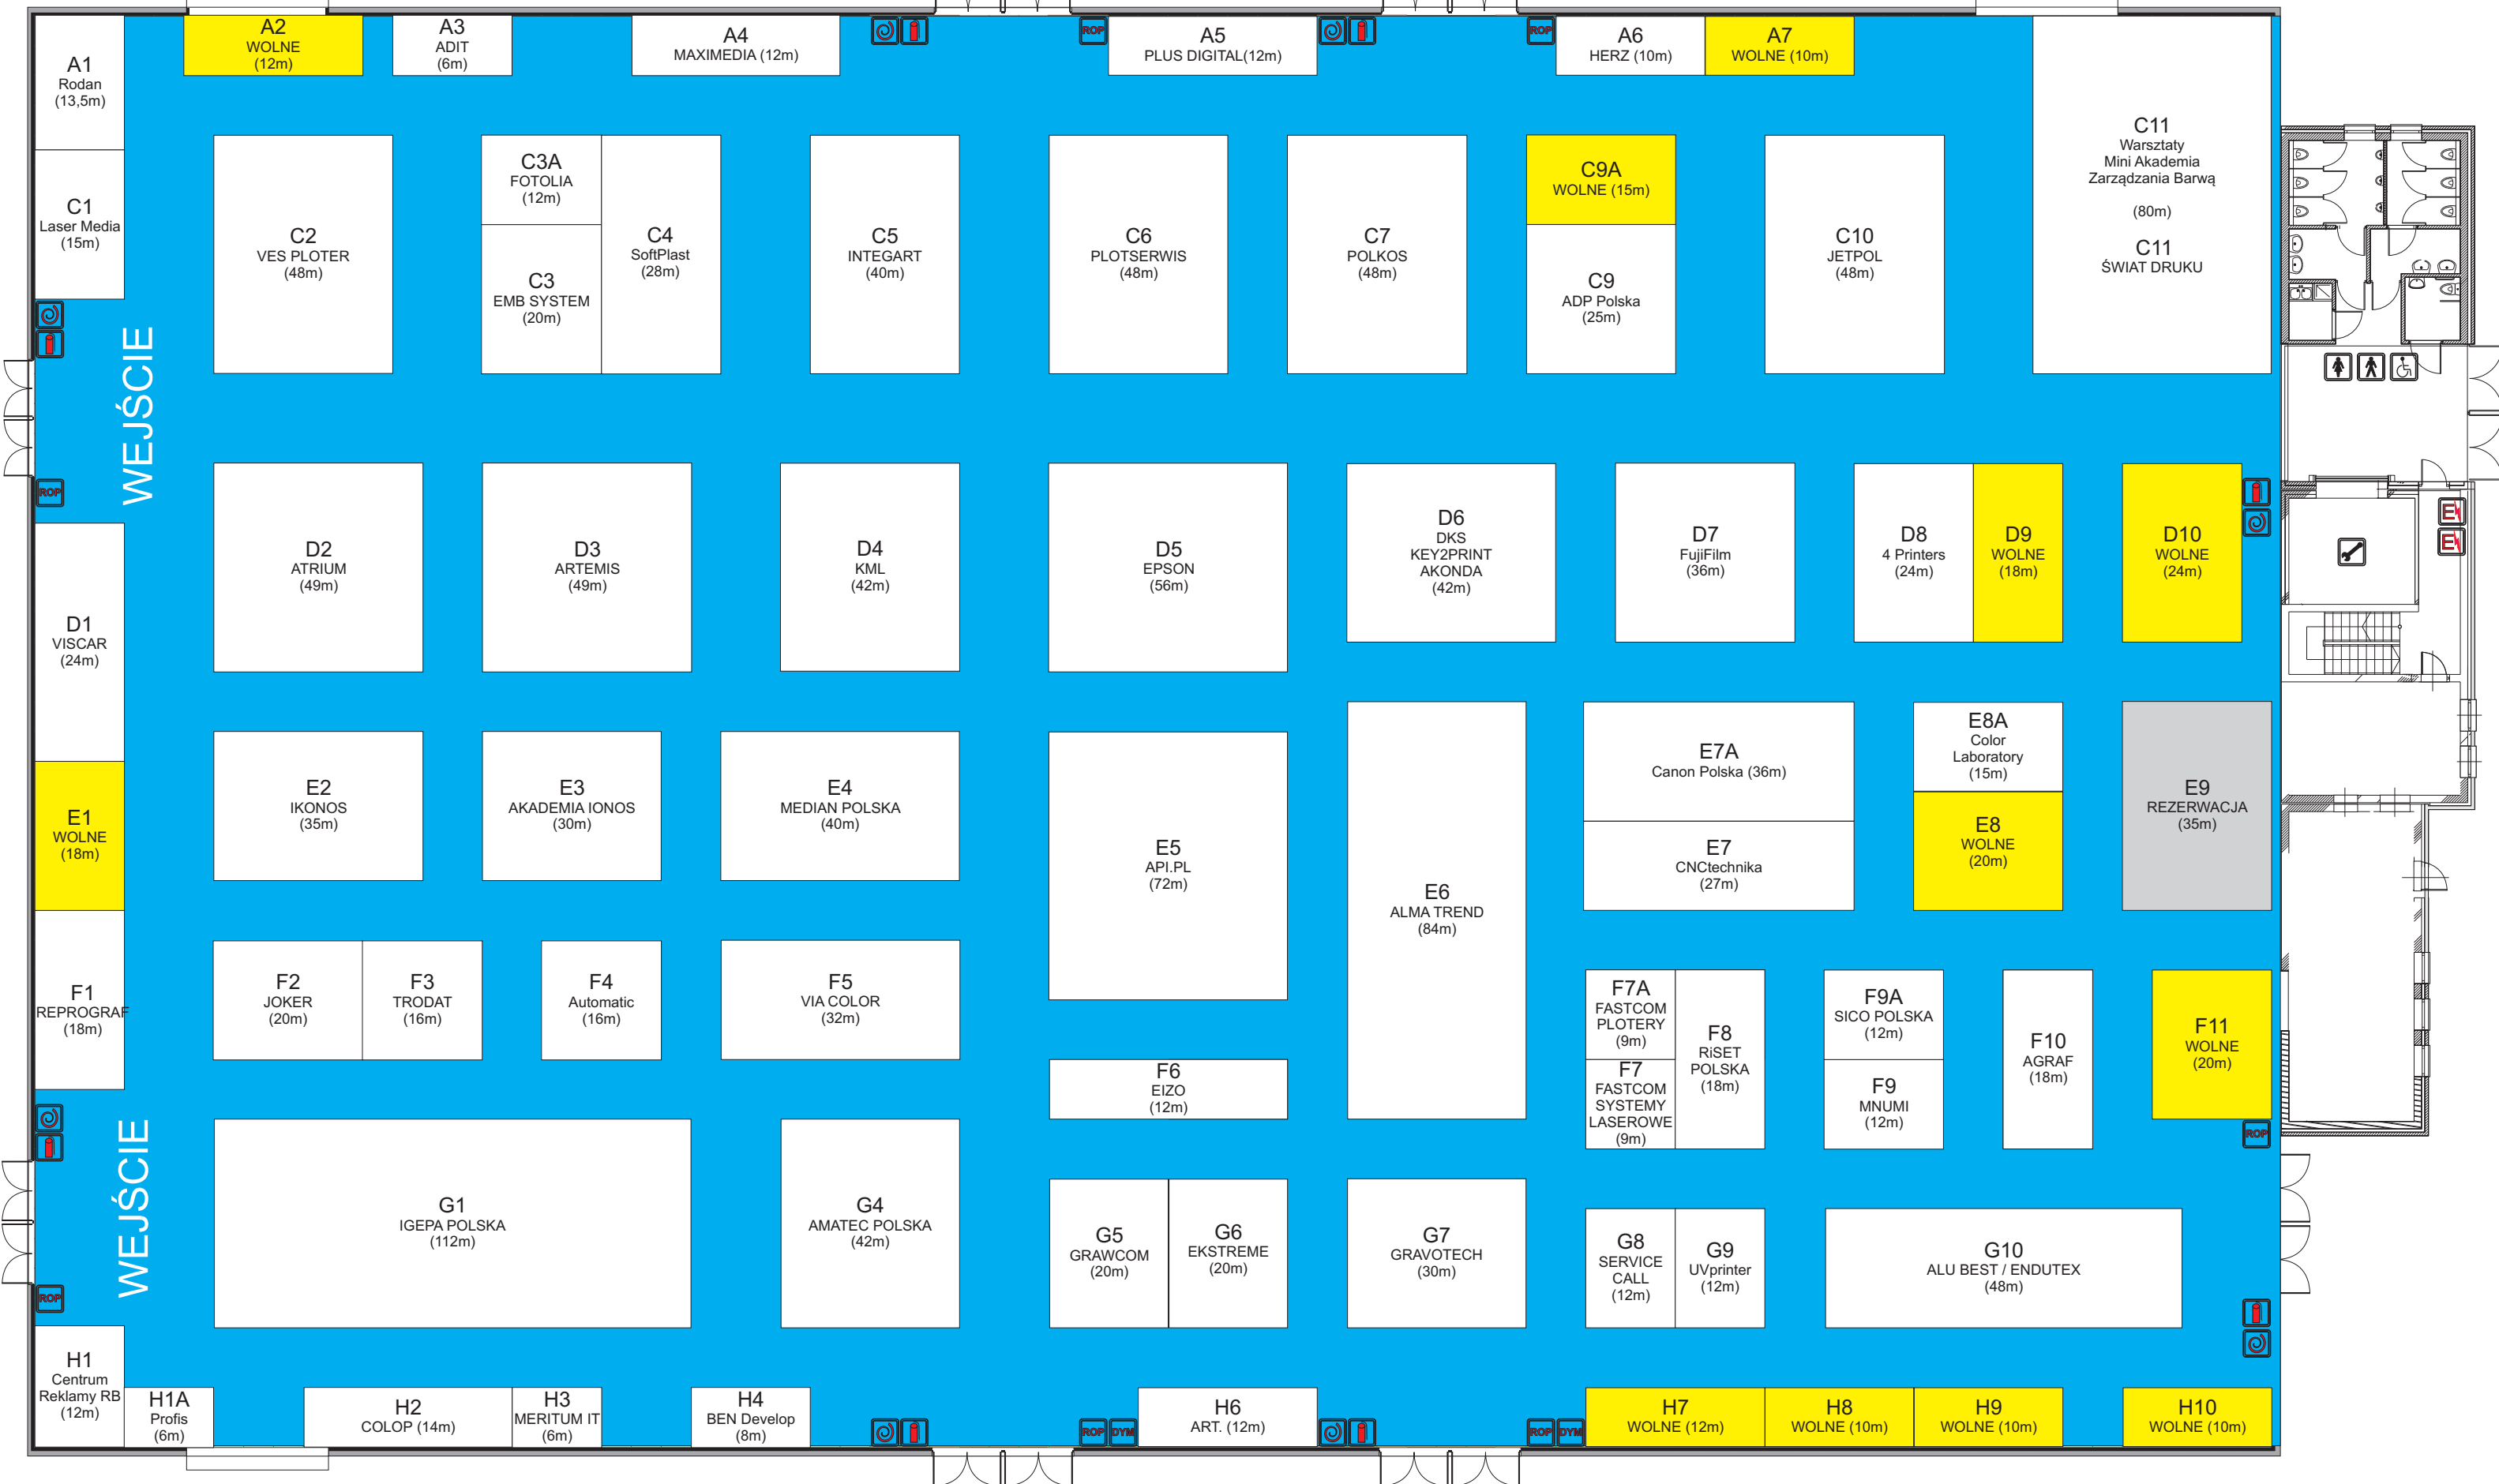 A1
Rodan
(13,5m)
A2
WOLNE
(12m)
A3
ADIT
(6m)
A4
MAXIMEDIA (12m)
ROP
A5
PLUS DIGITAL(12m)
ROP
A6
HERZ (10m)
A7
WOLNE (10m)
C11
Warsztaty
Mini Akademia
Zarządzania Barwą
(80m)
C11
ŚWIAT DRUKU
C1
Laser Media
(15m)
C2
VES PLOTER
(48m)
C3A
FOTOLIA
(12m)
C3
EMB SYSTEM
(20m)
C4
SoftPlast
(28m)
C5
INTEGART
(40m)
C6
PLOTSERWIS
(48m)
C7
POLKOS
(48m)
C9A
WOLNE (15m)
C9
ADP Polska
(25m)
C10
JETPOL
(48m)
WEJŚCIE
ROP
D1
VISCAR
(24m)
D2
ATRIUM
(49m)
D3
ARTEMIS
(49m)
D4
KML
(42m)
D5
EPSON
(56m)
D6
DKS
KEY2PRINT
AKONDA
(42m)
D7
FujiFilm
(36m)
D8
4 Printers
(24m)
D9
WOLNE
(18m)
D10
WOLNE
(24m)
E
E
E1
WOLNE
(18m)
E2
IKONOS
(35m)
E3
AKADEMIA IONOS
(30m)
E4
MEDIAN POLSKA
(40m)
E5
API.PL
(72m)
E6
ALMA TREND
(84m)
E7A
Canon Polska (36m)
E7
CNCtechnika
(27m)
E8A
Color
Laboratory
(15m)
E8
WOLNE
(20m)
E9
REZERWACJA
(35m)
F1
REPROGRAF
(18m)
F2
JOKER
(20m)
F3
TRODAT
(16m)
F4
Automatic
(16m)
F5
VIA COLOR
(32m)
F6
EIZO
(12m)
F7A
FASTCOM
PLOTERY
(9m)
F7
FASTCOM
SYSTEMY
LASEROWE
(9m)
F8
RiSET
POLSKA
(18m)
F9A
SICO POLSKA
(12m)
F9
MNUMI
(12m)
F10
AGRAF
(18m)
F11
WOLNE
(20m)
ROP
WEJŚCIE
ROP
G1
IGEPA POLSKA
(112m)
G4
AMATEC POLSKA
(42m)
G5
GRAWCOM
(20m)
G6
EKSTREME
(20m)
G7
GRAVOTECH
(30m)
G8
SERVICE
CALL
(12m)
G9
UVprinter
(12m)
G10
ALU BEST / ENDUTEX
(48m)
H1
Centrum
Reklamy RB
(12m)
H1A
Profis
(6m)
H2
COLOP (14m)
H3
MERITUM IT
(6m)
H4
BEN Develop
(8m)
ROP
DYM
H6
ART. (12m)
ROP
DYM
H7
WOLNE (12m)
H8
WOLNE (10m)
H9
WOLNE (10m)
H10
WOLNE (10m)